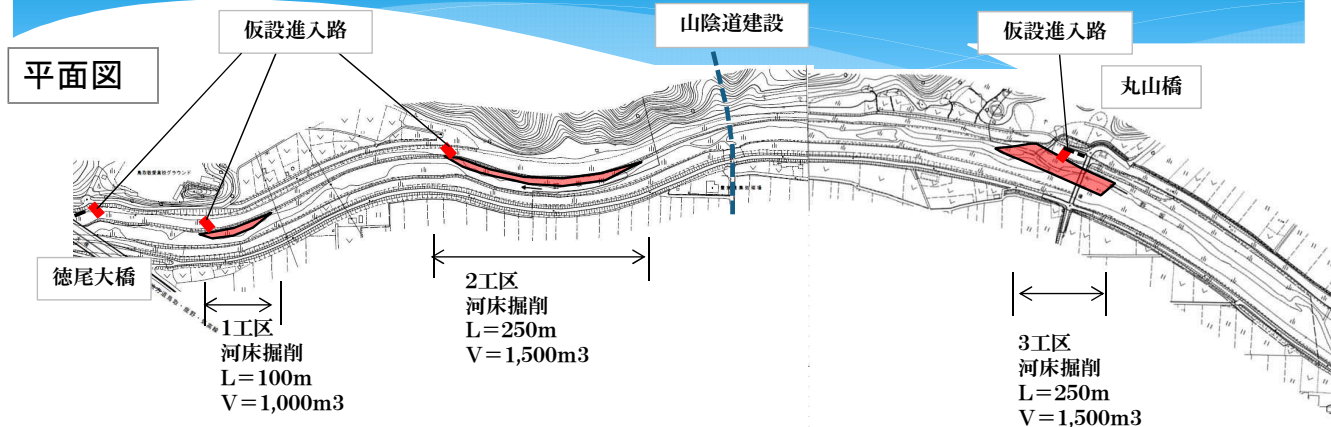 仮設進入路
山陰道建設
仮設進入路
平面図
丸山橋
徳尾大橋
1工区
河床掘削
L＝100m
V＝1,000m3
2工区
河床掘削
L＝250m
V＝1,500m3
3工区
河床掘削
L＝250m
V＝1,500m3